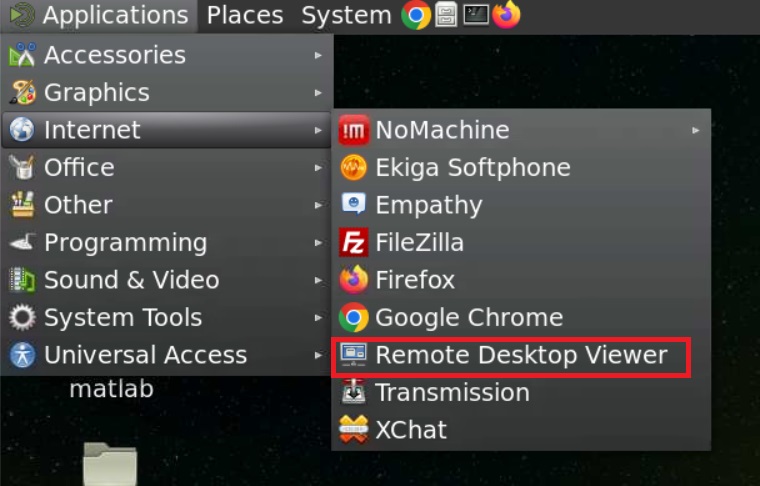 Applications Places System
Accessories
Graphics
Internet
Office
Other
Programming
Sound & Video
System Tools
Universal Access
!M NoMachine
Ekiga Softphone
Empathy
Fz FileZilla
Firefox
Google Chrome
Remote Desktop Viewer
Transmission
XChat
matlab